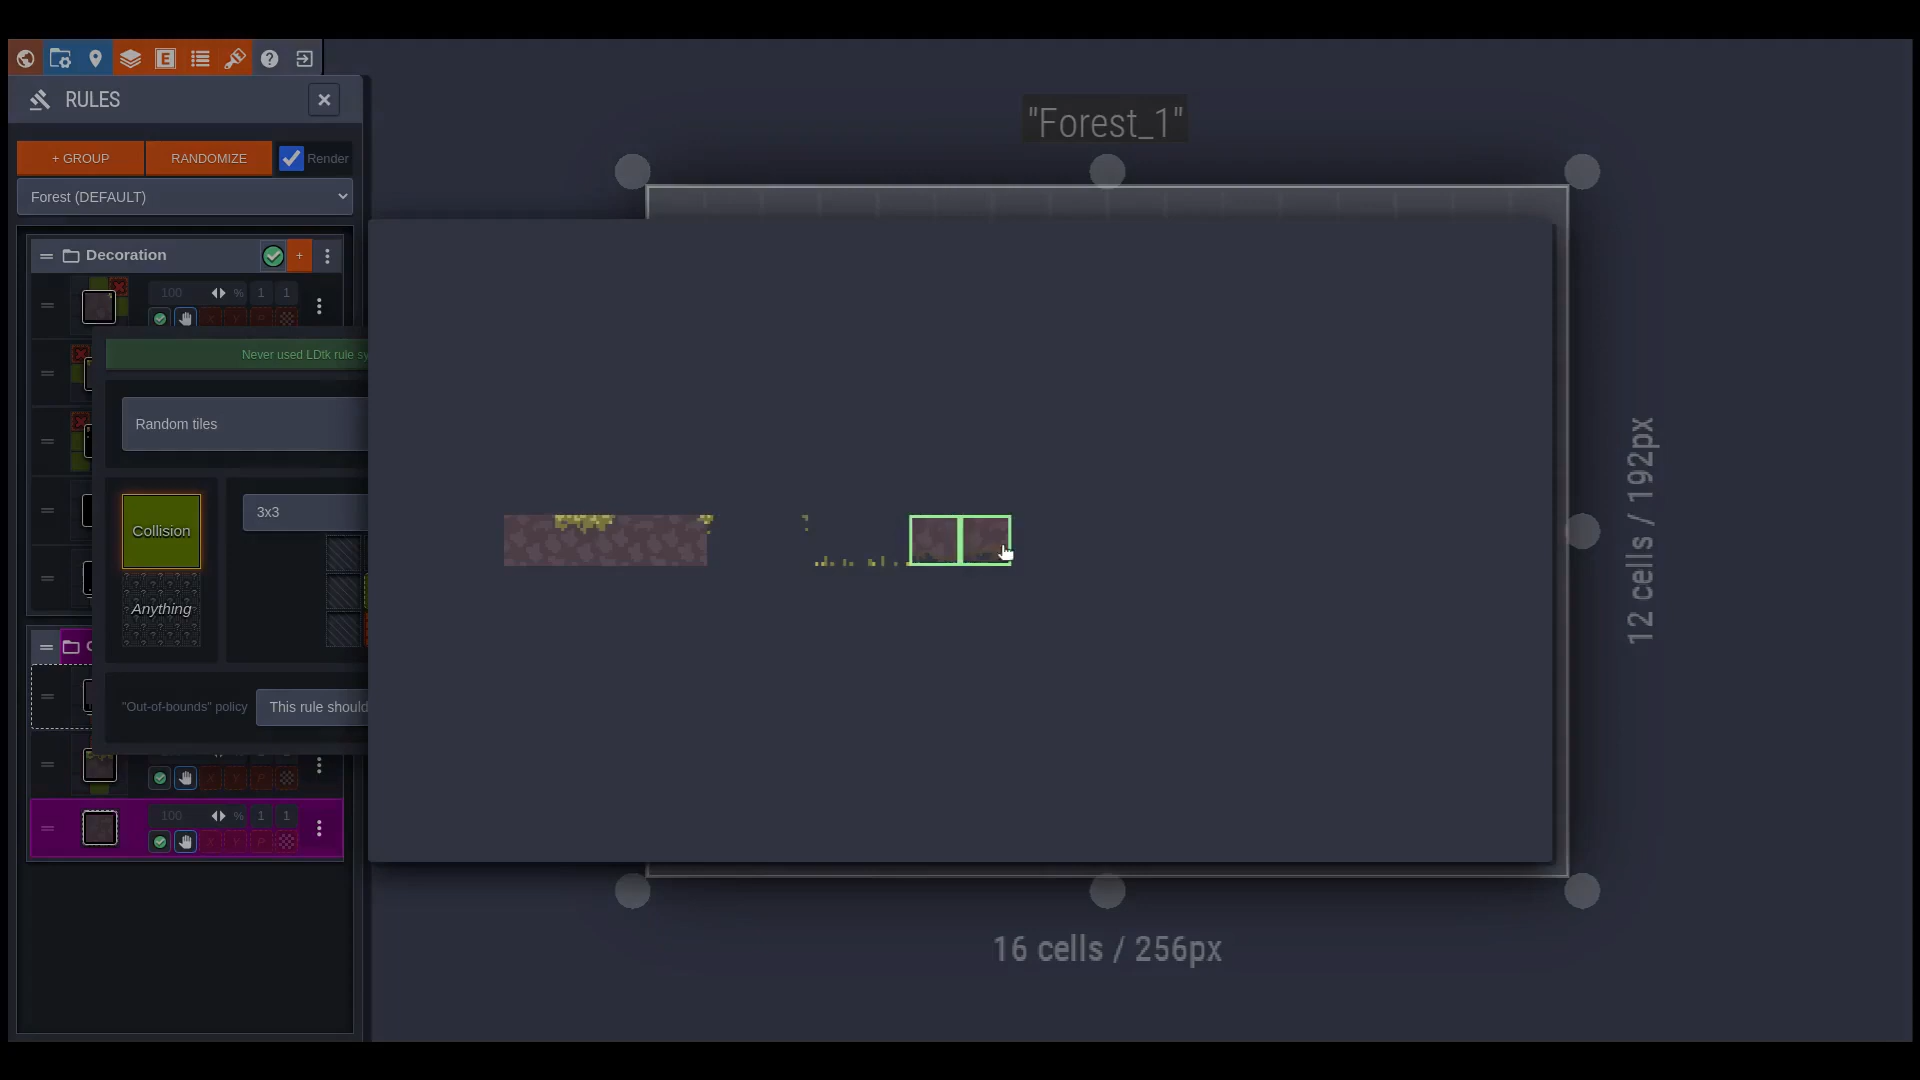 E
RULES
+ GROUP
RANDOMIZE
Render
Forest (DEFAULT)
"Forest_1"
Decoration
+
100
%
1
1
Never used LDtk rule sy
Random tiles
Collision
3x3
Anything
"Out-of-bounds" policy
This rule should
100
%
1
1
12 cells / 192px
16 cells / 256px